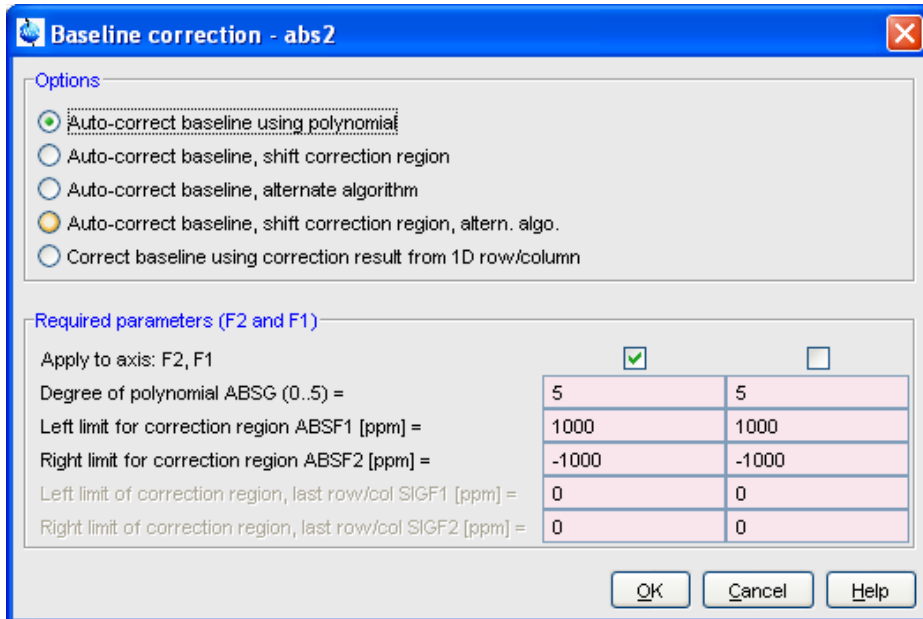 Baseline correction - abs2
Options
Auto-correct baseline using polynomial
Auto-correct baseline, shift correction region
Auto-correct baseline, alternate algorithm
Auto-correct baseline, shift correction region, altern. algo.
Correct baseline using correction result from 1D row/column
Required parameters (F2 and F1)
Apply to axis: F2, F1
Degree of polynomial ABSG (0..5) = 5 5
Left limit for correction region ABSF1 [ppm] = 1000 1000
Right limit for correction region ABSF2 [ppm] = -1000 -1000
Left limit of correction region, last row/col SIGF1 [ppm] = 0 0
Right limit of correction region, last row/col SIGF2 [ppm] = 0 0
OK Cancel Help